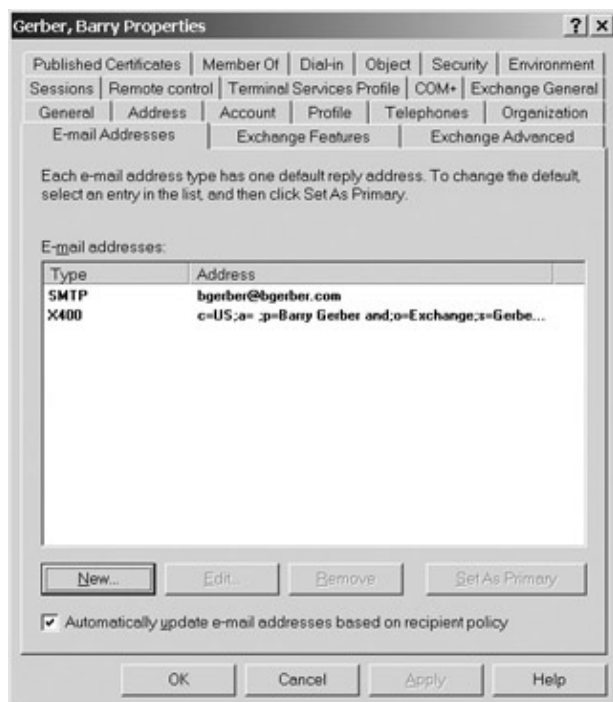 Gerber, Barry Properties ? X
Published Certificates Member Of Dial-in Object Security Environment
Sessions Remote control Terminal Services Profile COM+ Exchange General
General Address Account Profile Telephones Organization
E-mail Addresses Exchange Features Exchange Advanced
Each e-mail address type has one default reply address. To change the default,
select an entry in the list, and then click Set As Primary.
E-mail addresses:
Type Address
SMTP bgerber@bgerber.com
X400 c=US;a= ;p=Barry Gerber and;o=Exchange;s=Gerbe...
New... Edit... Remove Set As Primary
Automatically update e-mail addresses based on recipient policy
OK Cancel Apply Help